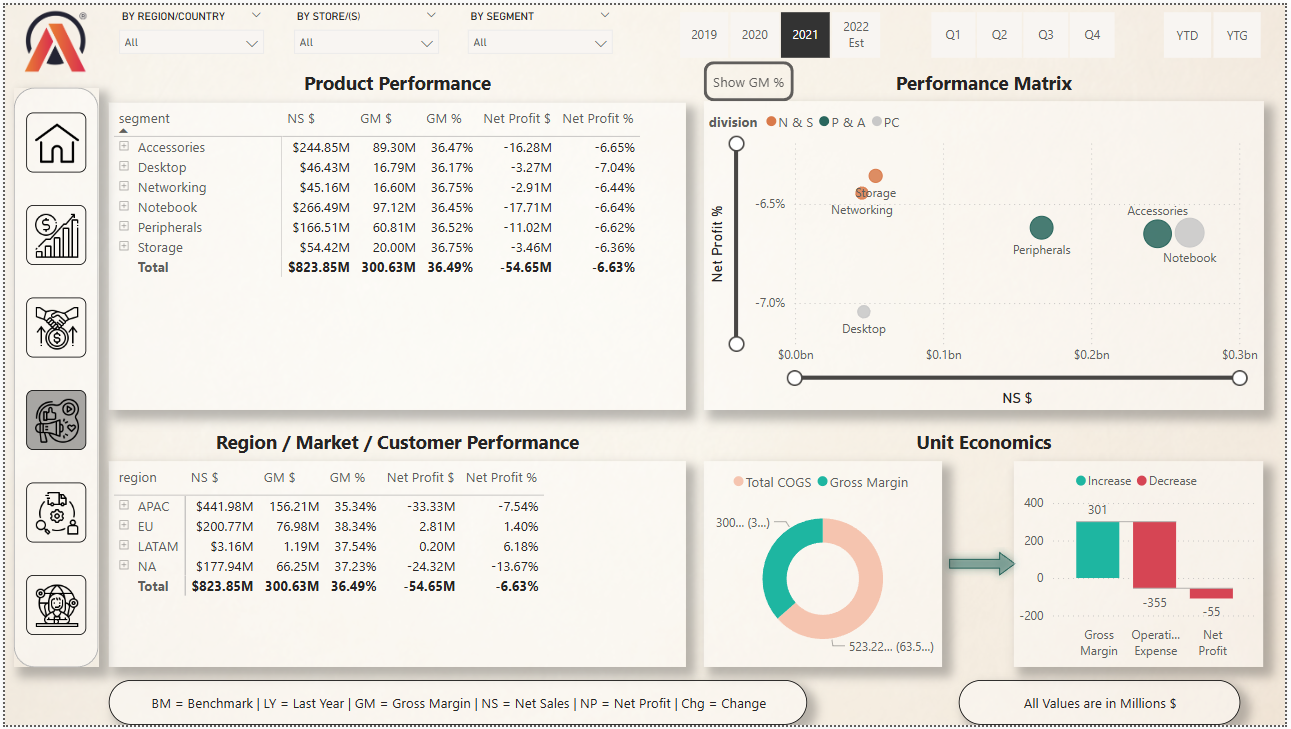 BY REGION/COUNTRY
BY STORE/(S)
BY SEGMENT
All
All
All
2019
2020
2021
2022
Est
Q1
Q2
Q3
Q4
YTD
YTG
®
Product Performance
segment NS $ GM $ GM % Net Profit $ Net Profit %
Accessories $244.85M 89.30M 36.47% -16.28M -6.65%
Desktop $46.43M 16.79M 36.17% -3.27M -7.04%
Networking $45.16M 16.60M 36.75% -2.91M -6.44%
Notebook $266.49M 97.12M 36.45% -17.71M -6.64%
Peripherals $166.51M 60.81M 36.52% -11.02M -6.62%
Storage $54.42M 20.00M 36.75% -3.46M -6.36%
Total $823.85M 300.63M 36.49% -54.65M -6.63%
Show GM %
Performance Matrix
division N & S P & A PC
Net Profit %
-6.5%
-7.0%
Storage
Networking
Accessories
Peripherals
Notebook
Desktop
$0.0bn $0.1bn $0.2bn $0.3bn
NS $
Region / Market / Customer Performance
region NS $ GM $ GM % Net Profit $ Net Profit %
APAC $441.98M 156.21M 35.34% -33.33M -7.54%
EU $200.77M 76.98M 38.34% 2.81M 1.40%
LATAM $3.16M 1.19M 37.54% 0.20M 6.18%
NA $177.94M 66.25M 37.23% -24.32M -13.67%
Total $823.85M 300.63M 36.49% -54.65M -6.63%
Unit Economics
Total COGS Gross Margin
300... (3...)
523.22... (63.5...)
Increase Decrease
400
200
0
-200
301
-355
-55
Gross
Margin
Operati...
Expense
Net
Profit
BM = Benchmark | LY = Last Year | GM = Gross Margin | NS = Net Sales | NP = Net Profit | Chg = Change
All Values are in Millions $